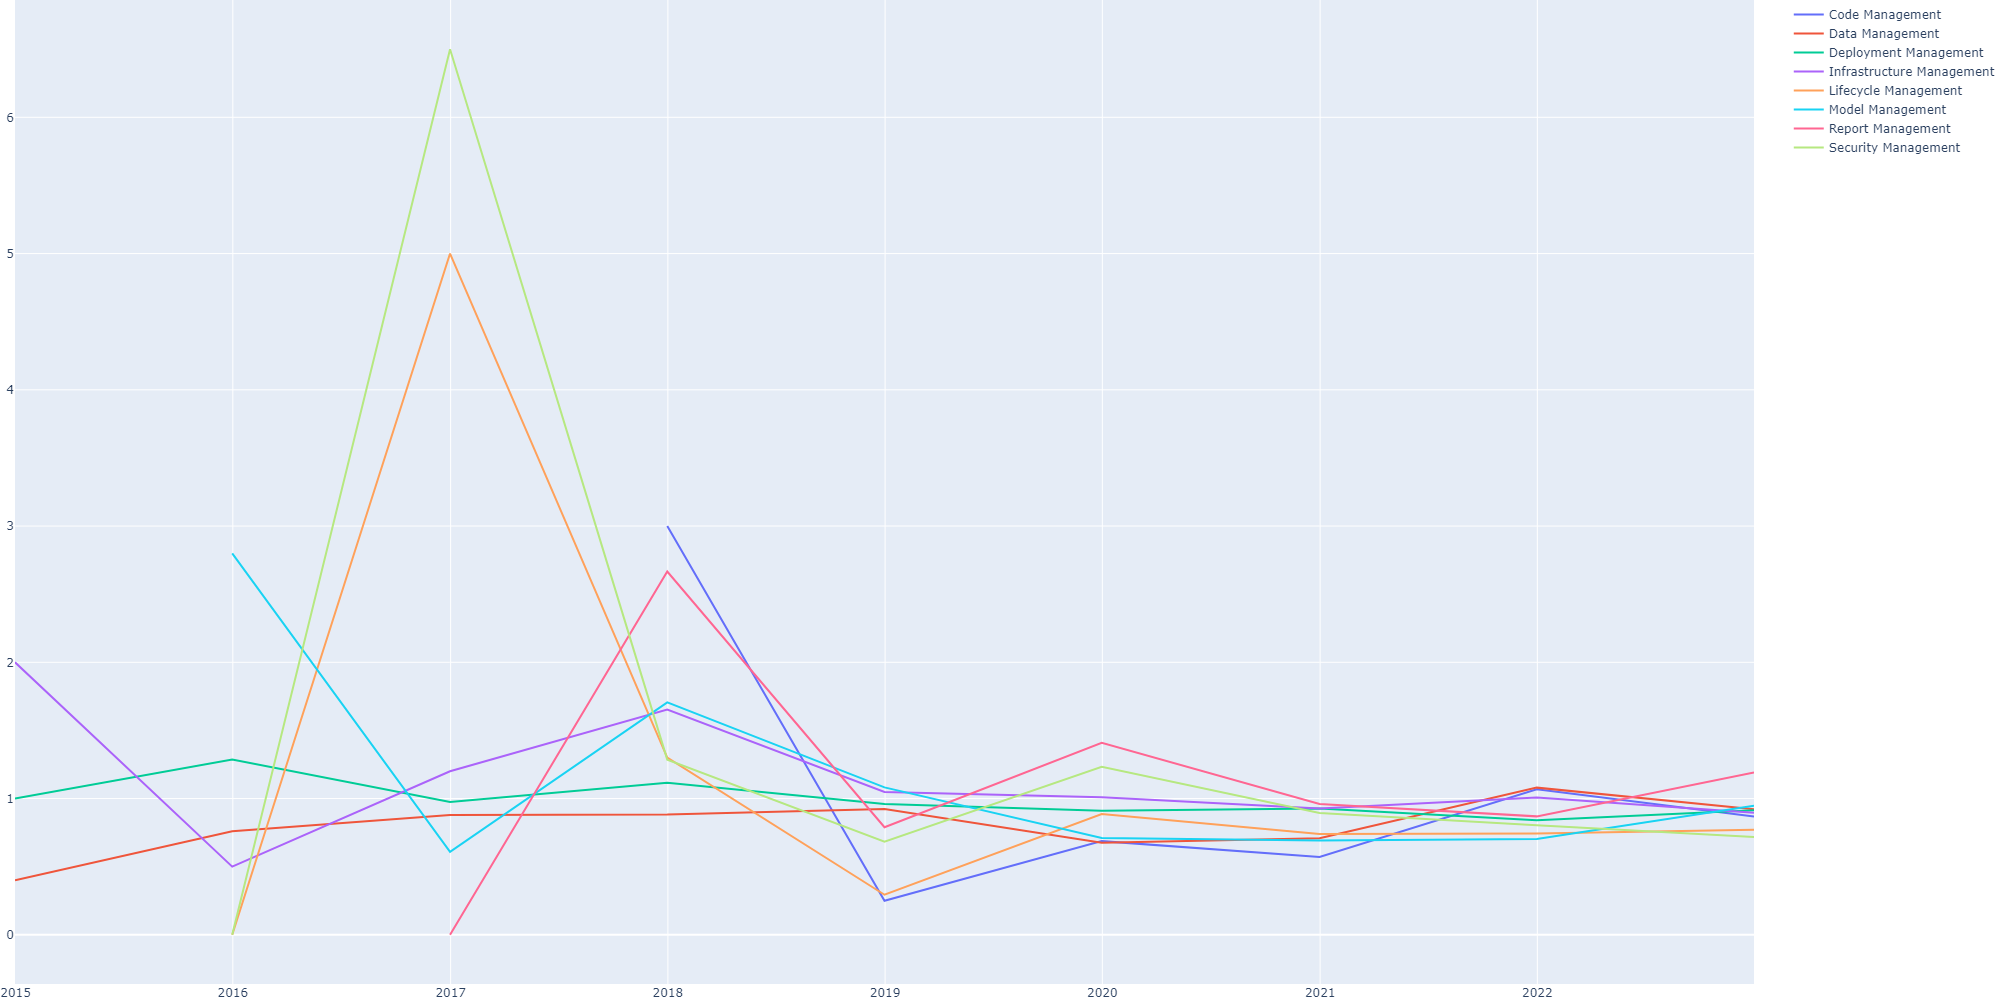 Code Management
Data Management
Deployment Management
Infrastructure Management
Lifecycle Management
Model Management
Report Management
Security Management
6
5
4
3
2
1
0
2015 2016 2017 2018 2019 2020 2021 2022